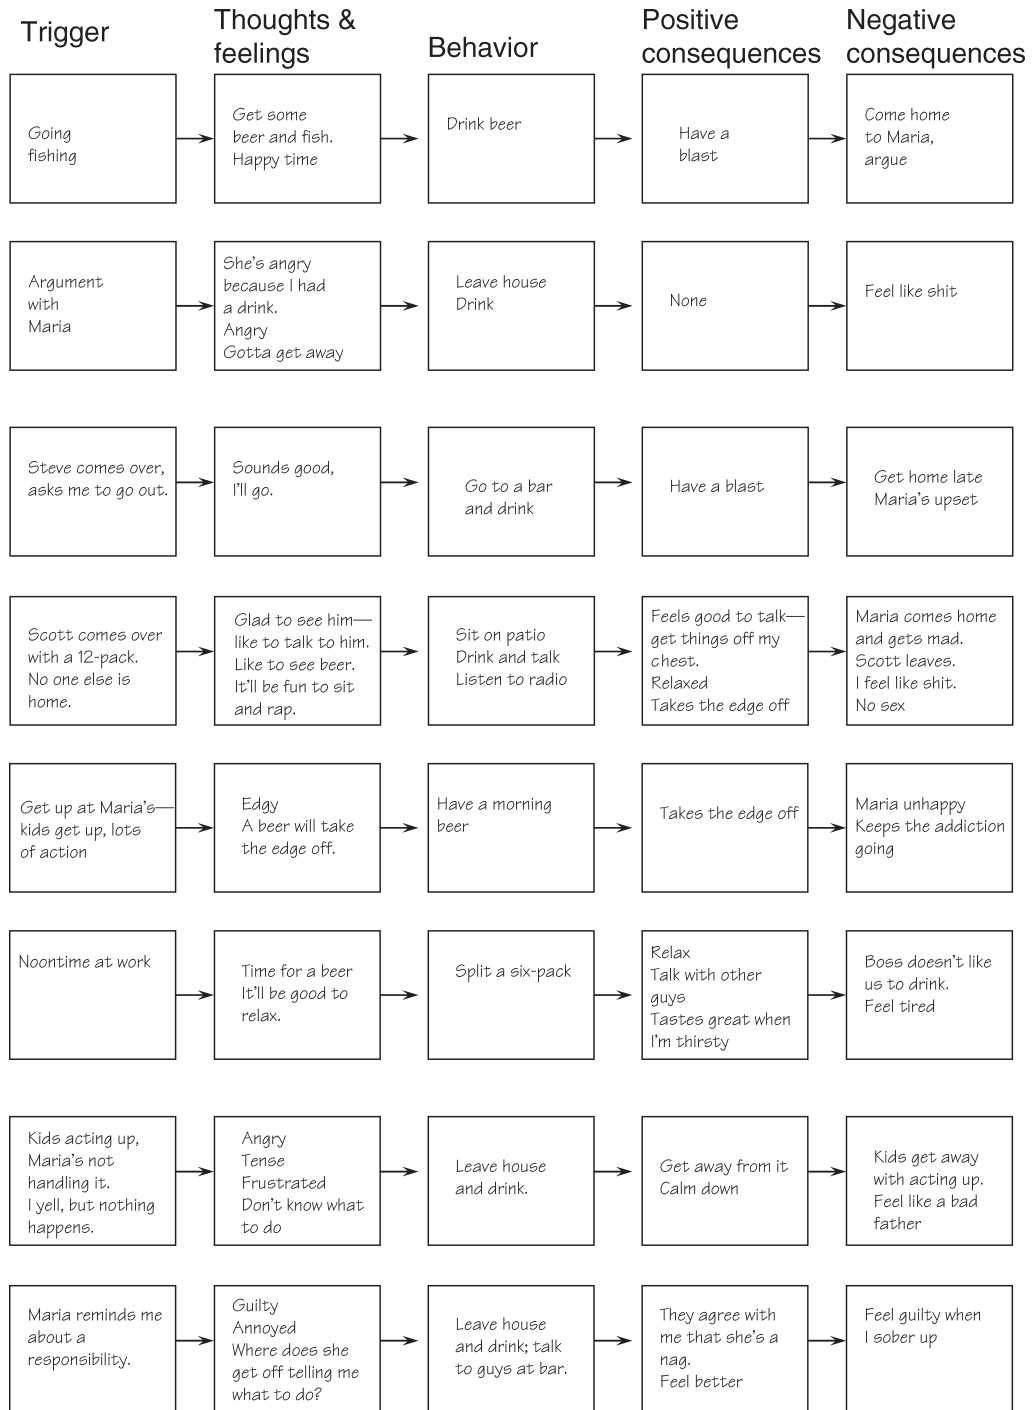 Trigger
Thoughts &
feelings
Behavior
Positive
consequences
Negative
consequences
Going
fishing
Get some
beer and fish.
Happy time
Drink beer
Have a
blast
Come home
to Maria,
argue
Argument
with
Maria
She's angry
because I had
a drink.
Angry
Gotta get away
Leave house
Drink
None
Feel like shit
Steve comes over,
asks me to go out.
Sounds good,
I'll go.
Go to a bar
and drink
Have a blast
Get home late
Maria's upset
Scott comes over
with a 12-pack.
No one else is
home.
Glad to see him—
like to talk to him.
Like to see beer.
It'll be fun to sit
and rap.
Sit on patio
Drink and talk
Listen to radio
Feels good to talk—
get things off my
chest.
Relaxed
Takes the edge off
Maria comes home
and gets mad.
Scott leaves.
I feel like shit.
No sex
Get up at Maria's—
kids get up, lots
of action
Edgy
A beer will take
the edge off.
Have a morning
beer
Takes the edge off
Maria unhappy
Keeps the addiction
going
Noontime at work
Time for a beer
It'll be good to
relax.
Split a six-pack
Relax
Talk with other
guys
Tastes great when
I'm thirsty
Boss doesn't like
us to drink.
Feel tired
Kids acting up,
Maria's not
handling it.
I yell, but nothing
happens.
Angry
Tense
Frustrated
Don't know what
to do
Leave house
and drink.
Get away from it
Calm down
Kids get away
with acting up.
Feel like a bad
father
Maria reminds me
about a
responsibility.
Guilty
Annoyed
Where does she
get off telling me
what to do?
Leave house
and drink; talk
to guys at bar.
They agree with
me that she's a
nag.
Feel better
Feel guilty when
I sober up